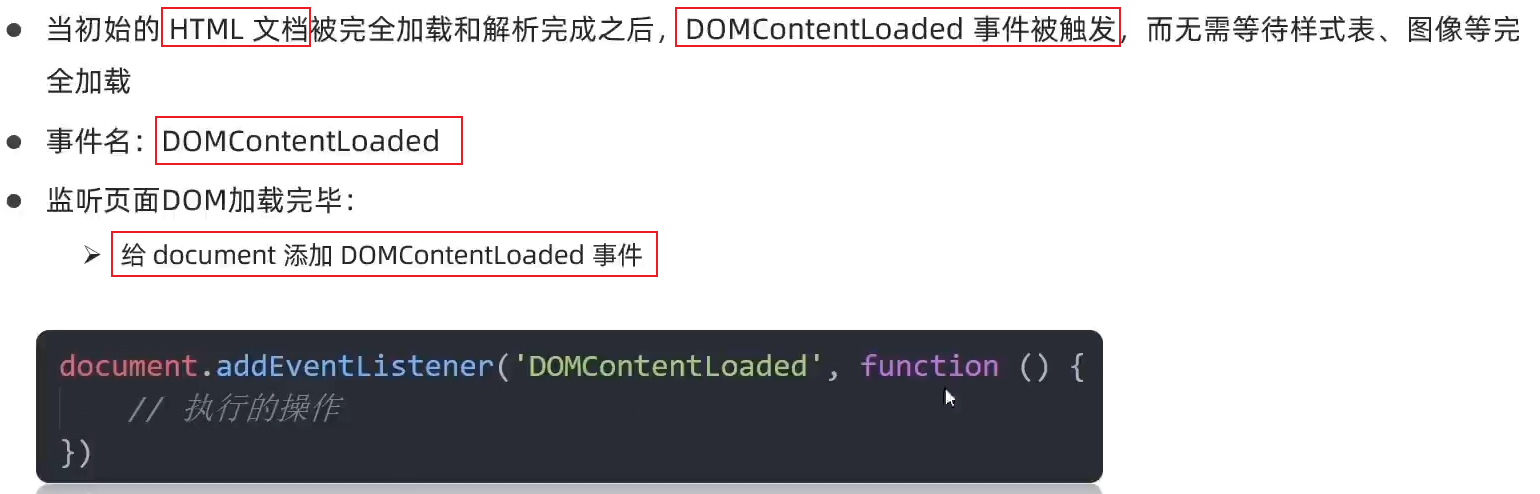 当初始的 HTML 文档被完全加载和解析完成之后，DOMContentLoaded 事件被触发，而无需等待样式表、图像等完
全加载
事件名：DOMContentLoaded
监听页面DOM加载完毕：
给 document 添加 DOMContentLoaded 事件
document.addEventListener('DOMContentLoaded', function () {
// 执行的操作
})